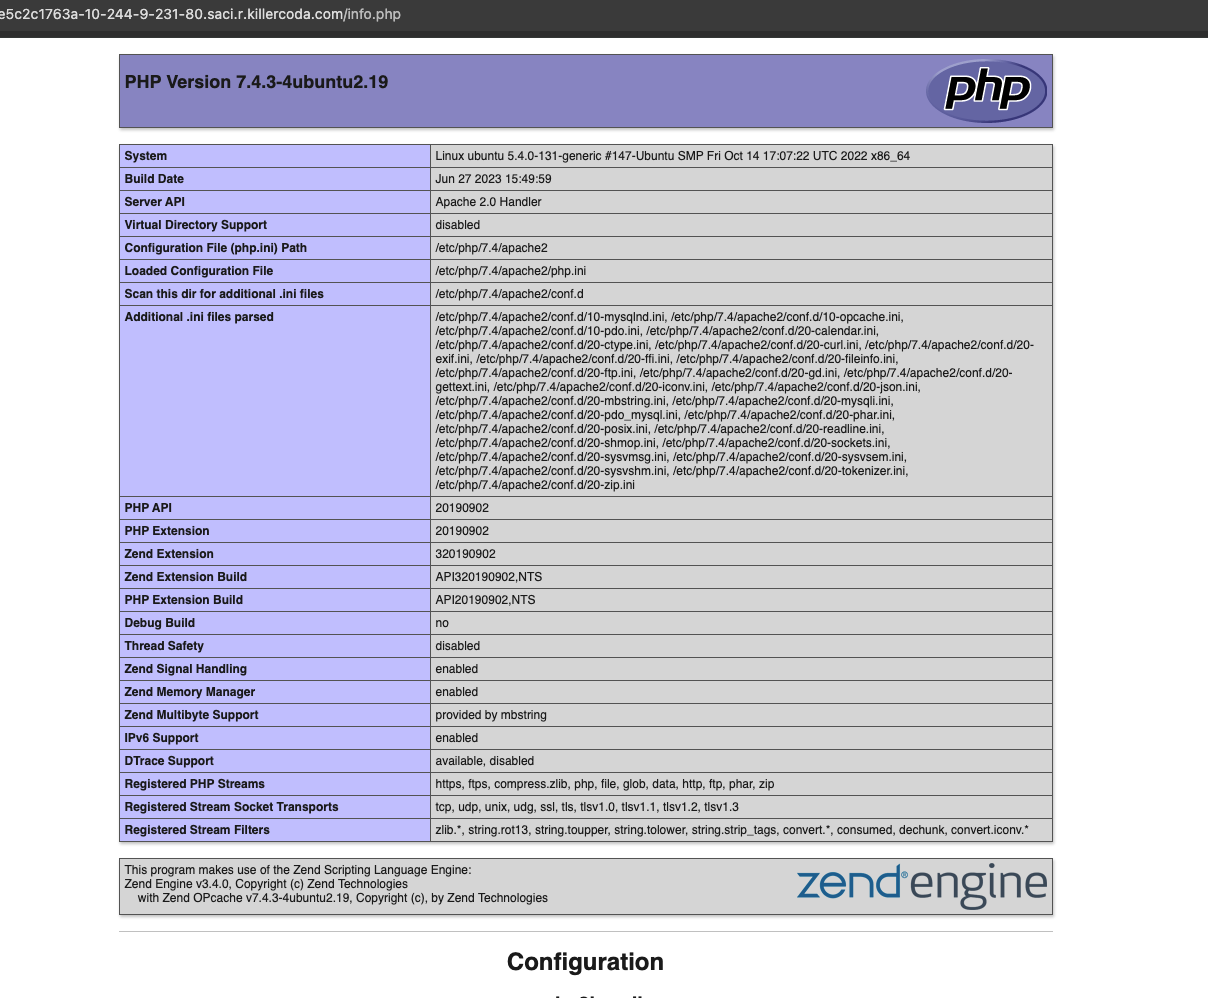 e5c2c1763a-10-244-9-231-80.saci.r.killercoda.com/info.php
PHP Version 7.4.3-4ubuntu2.19
php
System Linux ubuntu 5.4.0-131-generic #147-Ubuntu SMP Fri Oct 14 17:07:22 UTC 2022 x86_64
Build Date Jun 27 2023 15:49:59
Server API Apache 2.0 Handler
Virtual Directory Support disabled
Configuration File (php.ini) Path /etc/php/7.4/apache2
Loaded Configuration File /etc/php/7.4/apache2/php.ini
Scan this dir for additional .ini files /etc/php/7.4/apache2/conf.d
Additional .ini files parsed /etc/php/7.4/apache2/conf.d/10-mysqlnd.ini, /etc/php/7.4/apache2/conf.d/10-opcache.ini,
/etc/php/7.4/apache2/conf.d/10-pdo.ini, /etc/php/7.4/apache2/conf.d/20-calendar.ini,
/etc/php/7.4/apache2/conf.d/20-ctype.ini, /etc/php/7.4/apache2/conf.d/20-curl.ini, /etc/php/7.4/apache2/conf.d/20-
exif.ini, /etc/php/7.4/apache2/conf.d/20-ffi.ini, /etc/php/7.4/apache2/conf.d/20-fileinfo.ini,
/etc/php/7.4/apache2/conf.d/20-ftp.ini, /etc/php/7.4/apache2/conf.d/20-gd.ini, /etc/php/7.4/apache2/conf.d/20-
gettext.ini, /etc/php/7.4/apache2/conf.d/20-iconv.ini, /etc/php/7.4/apache2/conf.d/20-json.ini,
/etc/php/7.4/apache2/conf.d/20-mbstring.ini, /etc/php/7.4/apache2/conf.d/20-mysqli.ini,
/etc/php/7.4/apache2/conf.d/20-pdo_mysql.ini, /etc/php/7.4/apache2/conf.d/20-phar.ini,
/etc/php/7.4/apache2/conf.d/20-posix.ini, /etc/php/7.4/apache2/conf.d/20-readline.ini,
/etc/php/7.4/apache2/conf.d/20-shmop.ini, /etc/php/7.4/apache2/conf.d/20-sockets.ini,
/etc/php/7.4/apache2/conf.d/20-sysvmsg.ini, /etc/php/7.4/apache2/conf.d/20-sysvsem.ini,
/etc/php/7.4/apache2/conf.d/20-sysvshm.ini, /etc/php/7.4/apache2/conf.d/20-tokenizer.ini,
/etc/php/7.4/apache2/conf.d/20-zip.ini
PHP API 20190902
PHP Extension 20190902
Zend Extension 320190902
Zend Extension Build API320190902,NTS
PHP Extension Build API20190902,NTS
Debug Build no
Thread Safety disabled
Zend Signal Handling enabled
Zend Memory Manager enabled
Zend Multibyte Support provided by mbstring
IPv6 Support enabled
DTrace Support available, disabled
Registered PHP Streams https, ftps, compress.zlib, php, file, glob, data, http, ftp, phar, zip
Registered Stream Socket Transports tcp, udp, unix, udg, ssl, tls, tlsv1.0, tlsv1.1, tlsv1.2, tlsv1.3
Registered Stream Filters zlib.*, string.rot13, string.toupper, string.tolower, string.strip_tags, convert.*, consumed, dechunk, convert.iconv.*
This program makes use of the Zend Scripting Language Engine:
Zend Engine v3.4.0, Copyright (c) Zend Technologies
with Zend OPcache v7.4.3-4ubuntu2.19, Copyright (c), by Zend Technologies
zend®engine
Configuration